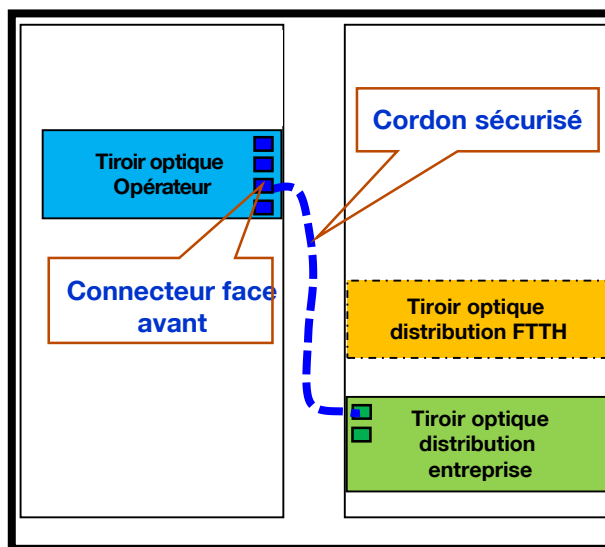 Cordon sécurisé
Tiroir optique
Opérateur
Connecteur face
avant
Tiroir optique
distribution FTTH
Tiroir optique
distribution
entreprise